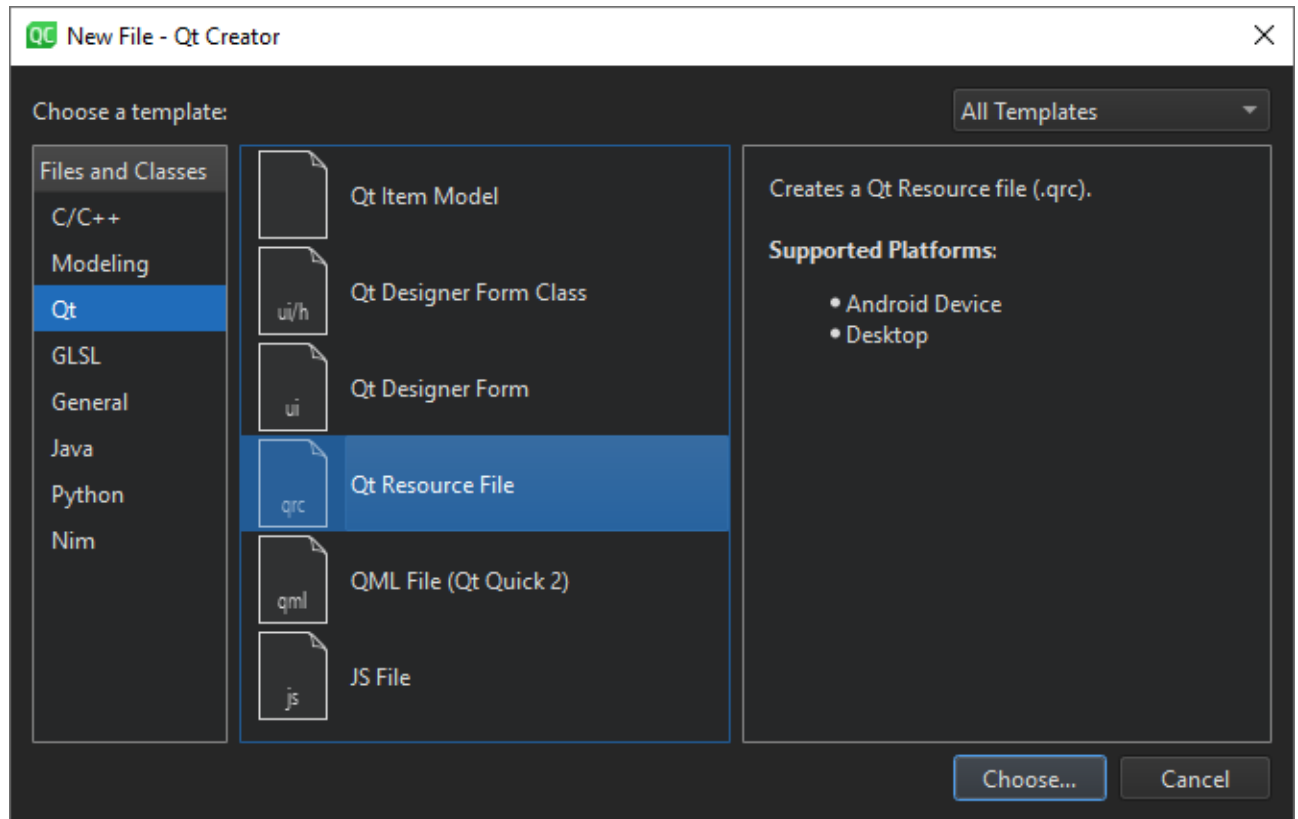 QC New File - Qt Creator
Choose a template:
All Templates
Files and Classes
C/C++
Modeling
Qt
GLSL
General
Java
Python
Nim
Qt Item Model
ui/h
Qt Designer Form Class
ui
Qt Designer Form
qrc
Qt Resource File
qml
QML File (Qt Quick 2)
js
JS File
Creates a Qt Resource file (.qrc).
Supported Platforms:
• Android Device
• Desktop
Choose...
Cancel